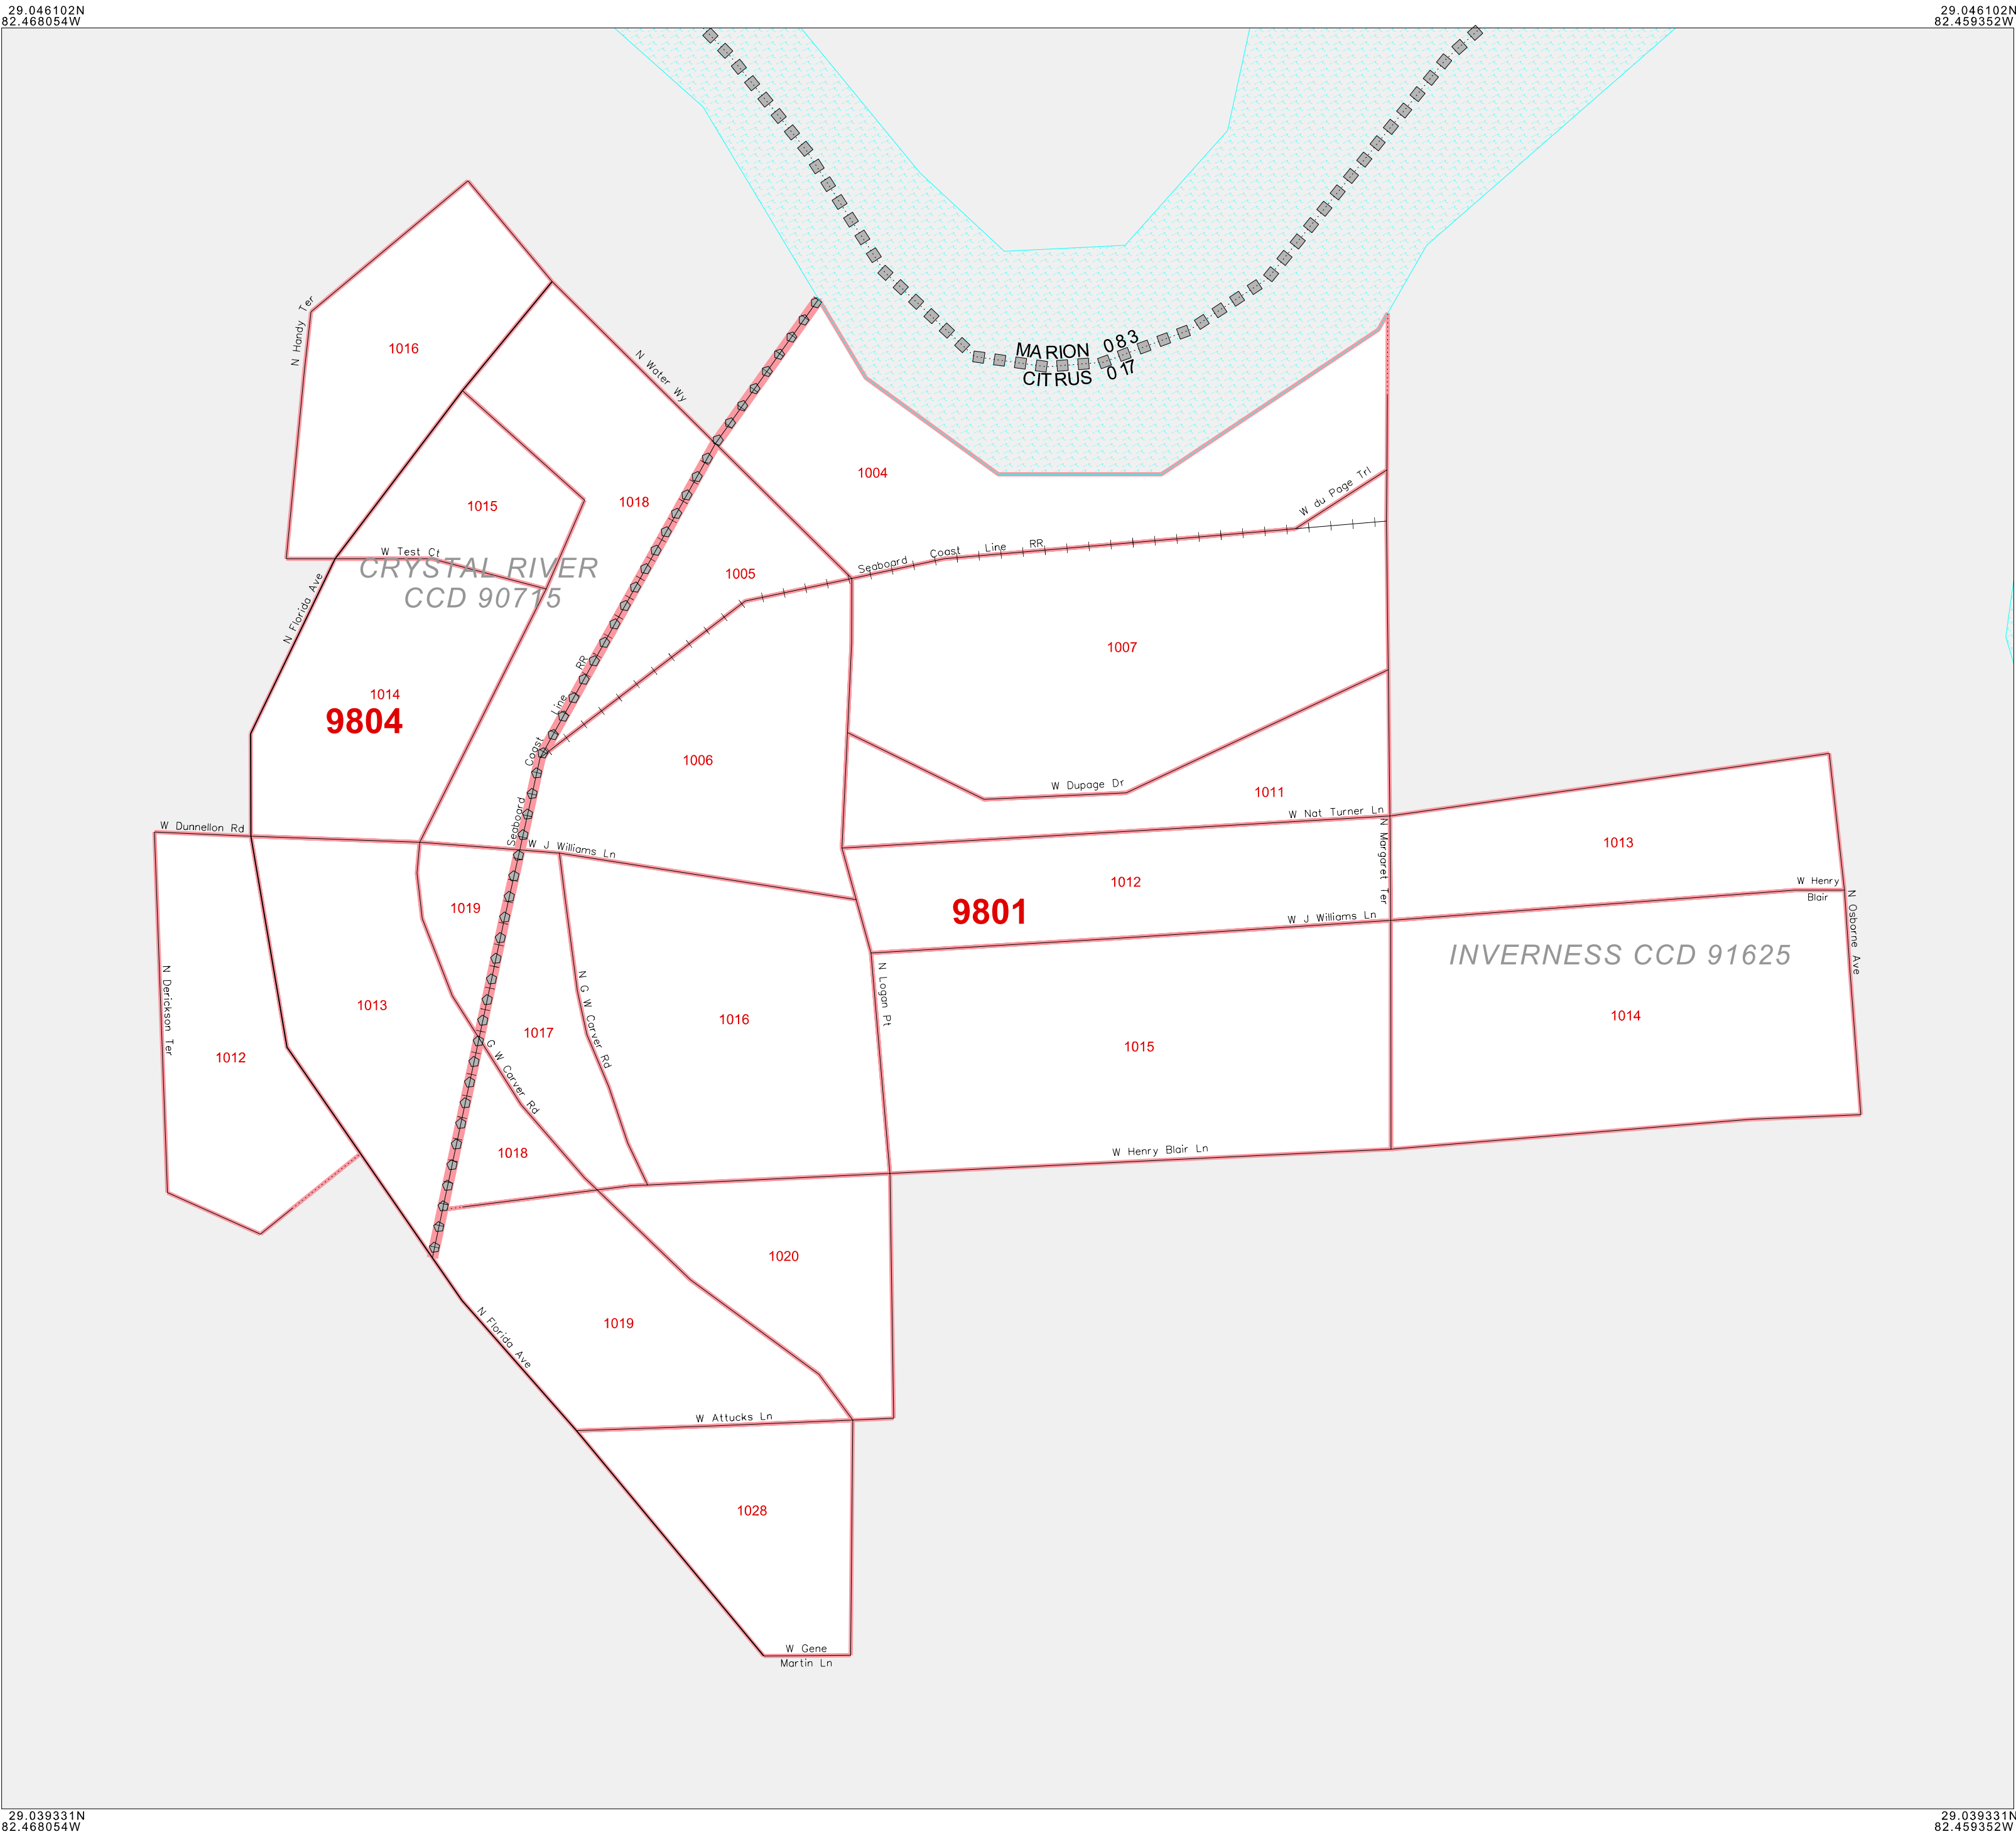 29.046102N
82.468054W
29.046102N
82.459352W
MARION 083
CITRUS 017
N Handy Ter
1016
N Water Wy
1004
1015
1018
W du Page Trl
W Test Ct
Seaboard Coast Line RR
1005
CRYSTAL RIVER
CCD 90715
N Florida Ave
1007
1014
9804
Seaboard Coast Line RR
1006
W Dupage Dr
1011
W Nat Turner Ln
W Dunnellon Rd
W J Williams Ln
N Margaret Ter
1013
1012
W Henry
Blair
1019
9801
W J Williams Ln
N Osborne Ave
INVERNESS CCD 91625
N Derickson Ter
1013
N G W Carver Rd
N Logan Pt
1017
1016
1014
1012
1015
G W Carver Rd
1018
W Henry Blair Ln
1020
1019
N Florida Ave
W Attucks Ln
1028
W Gene
Martin Ln
29.039331N
82.468054W
29.039331N
82.459352W